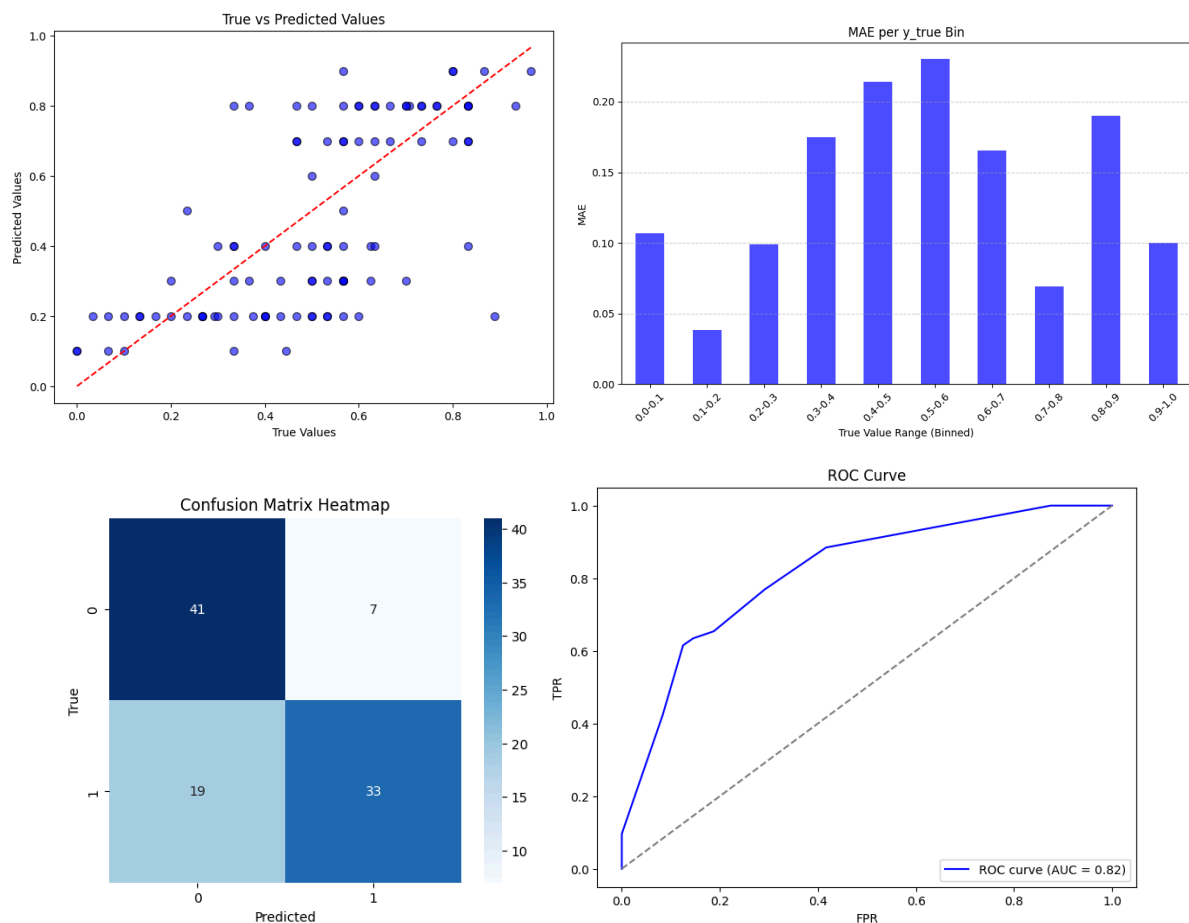 True vs Predicted Values
1.0
0.8
0.6
0.4
0.2
0.0
Predicted Values
0.0 0.2 0.4 0.6 0.8 1.0
True Values
MAE per y_true Bin
0.20
0.15
0.10
0.05
0.00
MAE
0.0-0.1 0.1-0.2 0.2-0.3 0.3-0.4 0.4-0.5 0.5-0.6 0.6-0.7 0.7-0.8 0.8-0.9 0.9-1.0
True Value Range (Binned)
Confusion Matrix Heatmap
0
1
True
41 7
19 33
0 1
Predicted
40
35
30
25
20
15
10
ROC Curve
1.0
0.8
0.6
0.4
0.2
0.0
TPR
ROC curve (AUC = 0.82)
0.0 0.2 0.4 0.6 0.8 1.0
FPR